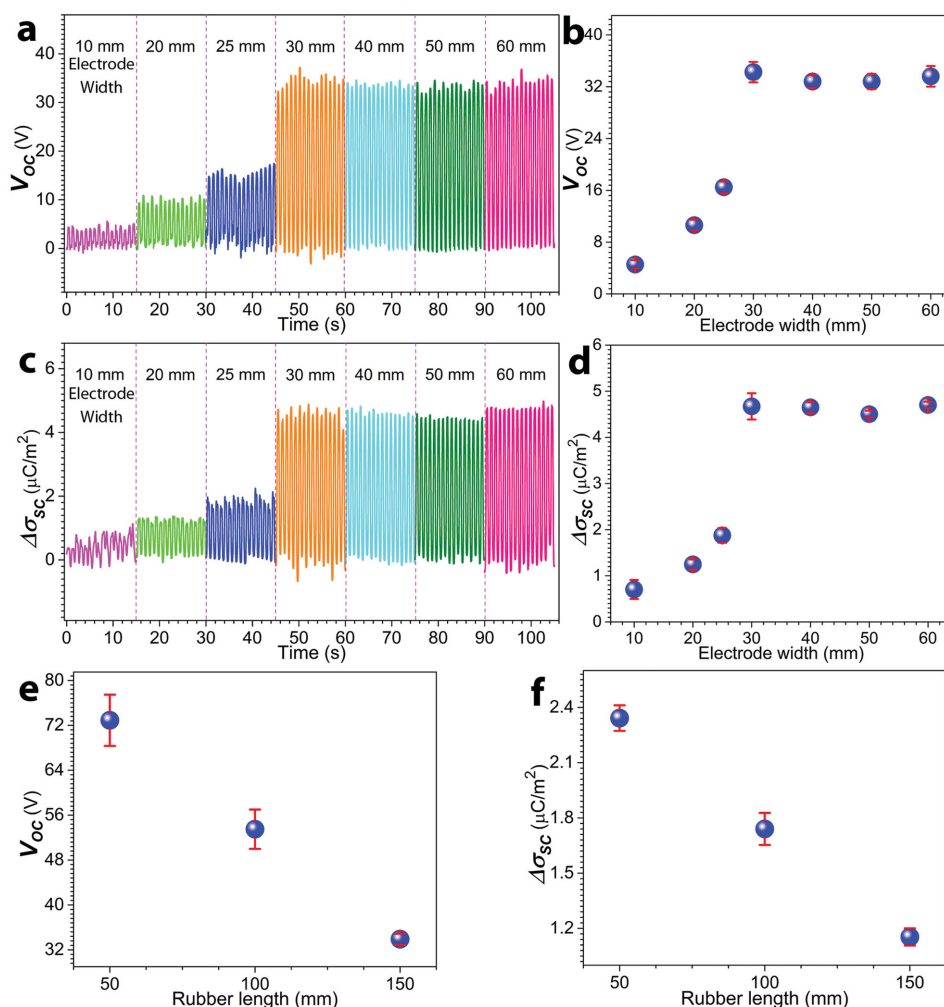 a
40
30
20
10
0
V_OC (V)
10 mm 20 mm 25 mm 30 mm 40 mm 50 mm 60 mm
Electrode
Width
0 10 20 30 40 50 60 70 80 90 100
Time (s)
b
40
32
24
16
8
0
V_OC (V)
10 20 30 40 50 60
Electrode width (mm)
c
6
4
2
0
Δσ_SC (μC/m²)
10 mm 20 mm 25 mm 30 mm 40 mm 50 mm 60 mm
Electrode
Width
0 10 20 30 40 50 60 70 80 90 100
Time (s)
d
6
5
4
3
2
1
0
Δσ_SC (μC/m²)
10 20 30 40 50 60
Electrode width (mm)
e
80
72
64
56
48
40
32
V_OC (V)
50 100 150
Rubber length (mm)
f
2.4
2.1
1.8
1.5
1.2
Δσ_SC (μC/m²)
50 100 150
Rubber length (mm)